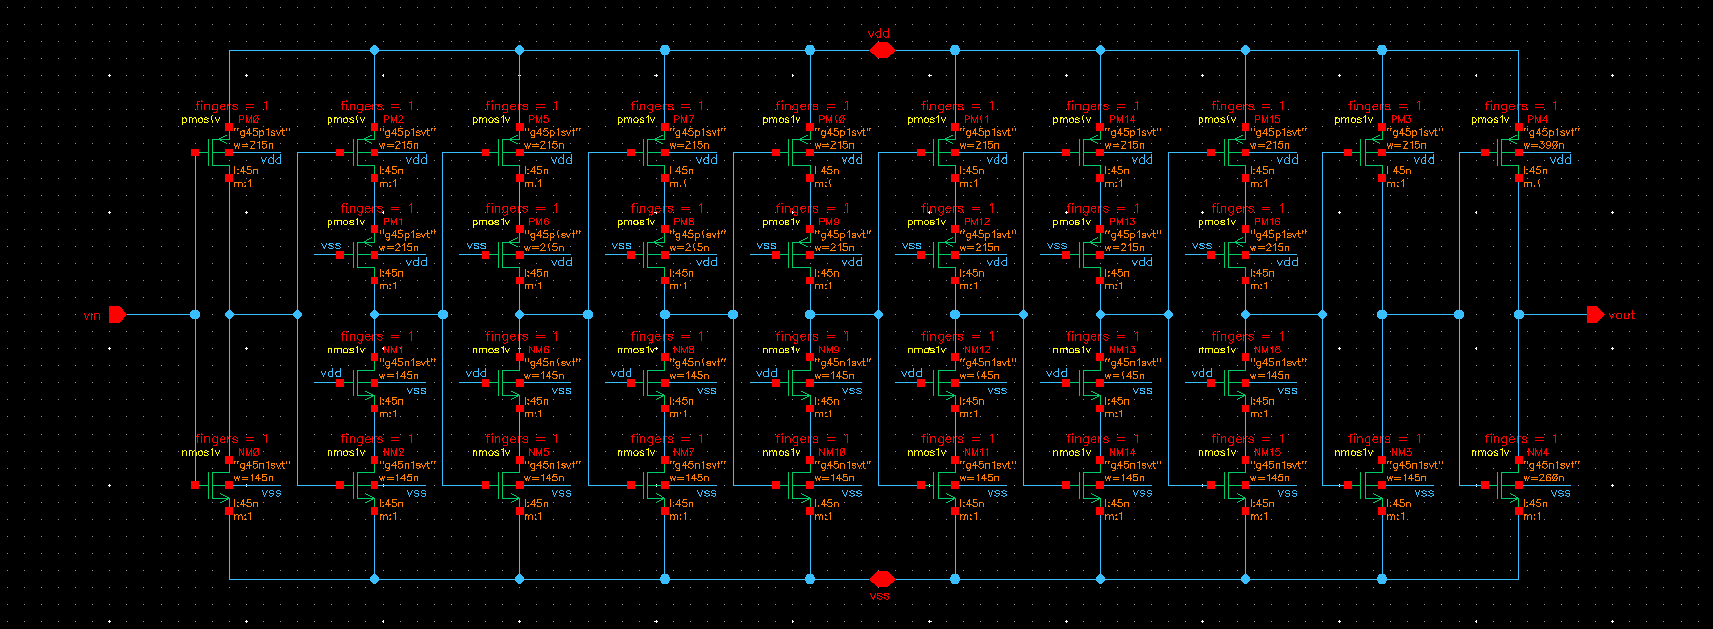 vdd
fingers = 1 fingers = 1 fingers = 1 fingers = 1 fingers = 1 fingers = 1 fingers = 1 fingers = 1 fingers = 1 fingers = 1
pmos1v PM0 pmos1v PM2 pmos1v PM5 pmos1v PM7 pmos1v PM10 pmos1v PM11 pmos1v PM14 pmos1v PM15 pmos1v PM3 pmos1v PM4
"g45p1svt" "g45p1svt" "g45p1svt" "g45p1svt" "g45p1svt" "g45p1svt" "g45p1svt" "g45p1svt" "g45p1svt" "g45p1svt"
w=215n w=215n w=215n w=215n w=215n w=215n w=215n w=215n w=215n w=390n
vdd vdd vdd vdd vdd vdd vdd vdd vdd vdd
l:45n l:45n l:45n l:45n l:45n l:45n l:45n l:45n l:45n l:45n
m:1 m:1 m:1 m:1 m:1 m:1 m:1 m:1 m:1 m:1
fingers = 1 fingers = 1 fingers = 1 fingers = 1 fingers = 1 fingers = 1 fingers = 1
pmos1v PM1 pmos1v PM6 pmos1v PM8 pmos1v PM9 pmos1v PM12 pmos1v PM13 pmos1v PM16
"g45p1svt" "g45p1svt" "g45p1svt" "g45p1svt" "g45p1svt" "g45p1svt" "g45p1svt"
vss w=215n vss w=215n vss w=215n vss w=215n vss w=215n vss w=215n vss w=215n
vdd vdd vdd vdd vdd vdd vdd
l:45n l:45n l:45n l:45n l:45n l:45n l:45n
m:1 m:1 m:1 m:1 m:1 m:1 m:1
vin vout
fingers = 1 fingers = 1 fingers = 1 fingers = 1 fingers = 1 fingers = 1 fingers = 1
nmos1v NM1 nmos1v NM6 nmos1v NM8 nmos1v NM9 nmos1v NM12 nmos1v NM13 nmos1v NM16
"g45n1svt" "g45n1svt" "g45n1svt" "g45n1svt" "g45n1svt" "g45n1svt" "g45n1svt"
vdd w=145n vdd w=145n vdd w=145n vdd w=145n vdd w=145n vdd w=145n vdd w=145n
vss vss vss vss vss vss vss
l:45n l:45n l:45n l:45n l:45n l:45n l:45n
m:1 m:1 m:1 m:1 m:1 m:1 m:1
fingers = 1 fingers = 1 fingers = 1 fingers = 1 fingers = 1 fingers = 1 fingers = 1 fingers = 1 fingers = 1 fingers = 1
nmos1v NM0 nmos1v NM2 nmos1v NM5 nmos1v NM7 nmos1v NM10 nmos1v NM11 nmos1v NM14 nmos1v NM15 nmos1v NM3 nmos1v NM4
"g45n1svt" "g45n1svt" "g45n1svt" "g45n1svt" "g45n1svt" "g45n1svt" "g45n1svt" "g45n1svt" "g45n1svt" "g45n1svt"
w=145n w=145n w=145n w=145n w=145n w=145n w=145n w=145n w=145n w=260n
vss vss vss vss vss vss vss vss vss vss
l:45n l:45n l:45n l:45n l:45n l:45n l:45n l:45n l:45n l:45n
m:1 m:1 m:1 m:1 m:1 m:1 m:1 m:1 m:1 m:1
vss